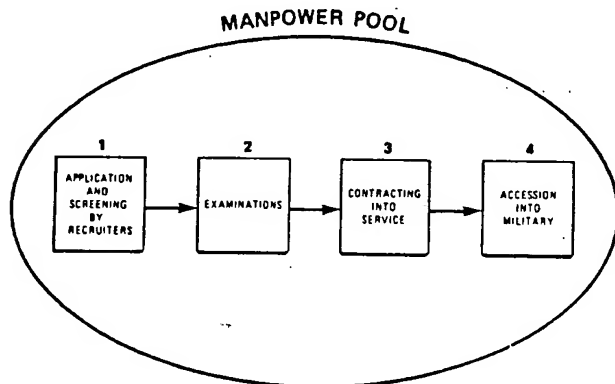 MANPOWER POOL
1
APPLICATION
AND
SCREENING
BY
RECRUITERS
2
EXAMINATIONS
3
CONTRACTING
INTO
SERVICE
4
ACCESSION
INTO
MILITARY